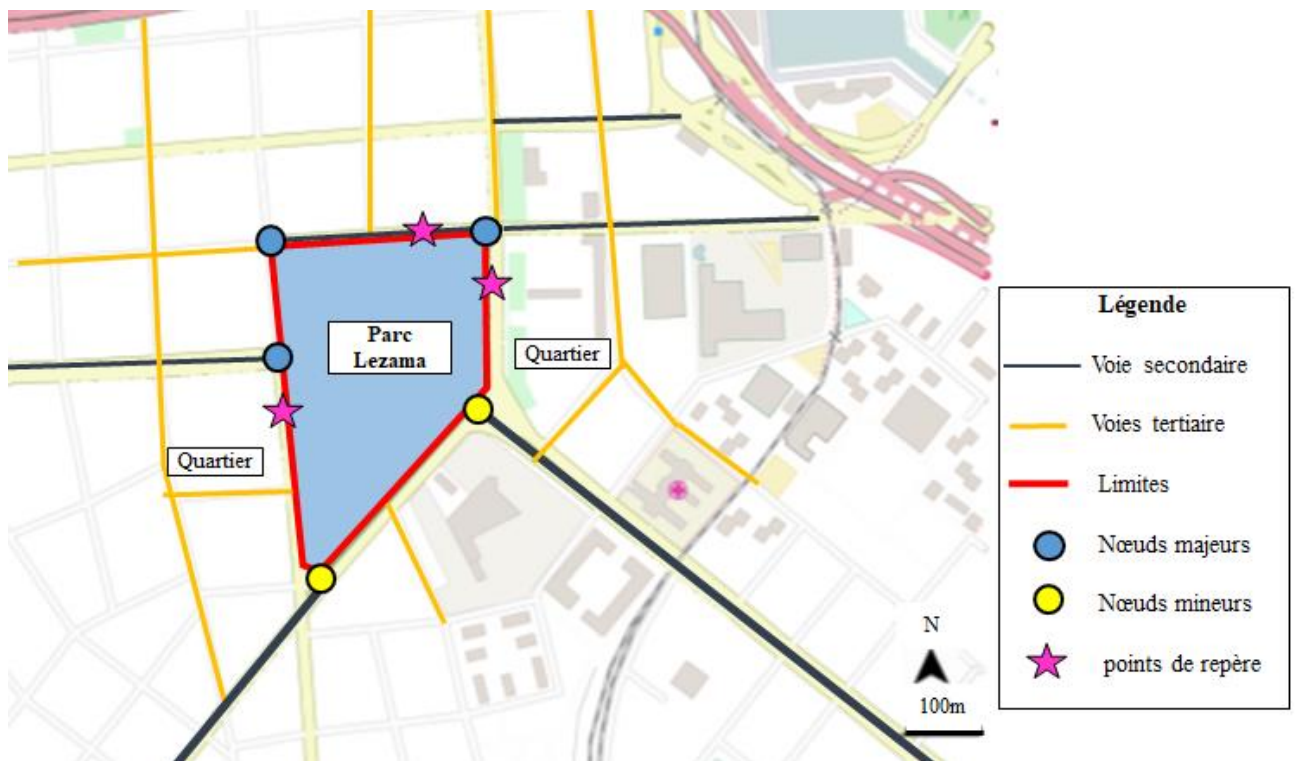 Parc
Lezama
Quartier
Quartier
N
100m
Légende
Voie secondaire
Voies tertiaire
Limites
Nœuds majeurs
Nœuds mineurs
points de repère